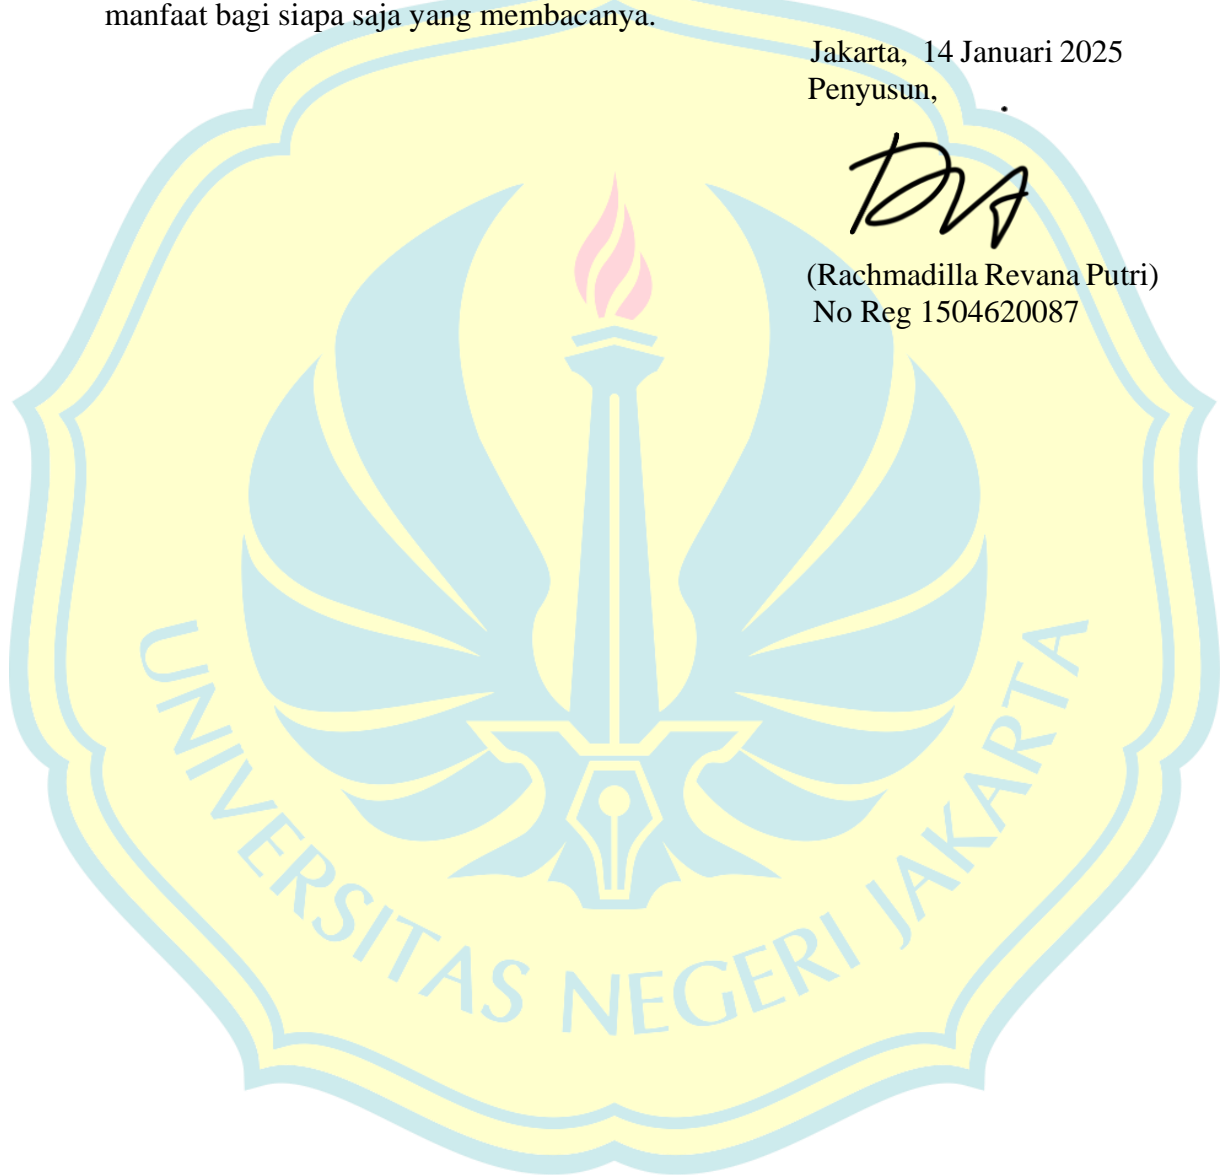 manfaat bagi siapa saja yang membacanya.
Jakarta, 14 Januari 2025
Penyusun,
(Rachmadilla Revana Putri)
No Reg 1504620087
UNIVERSITAS NEGERI JAKARTA